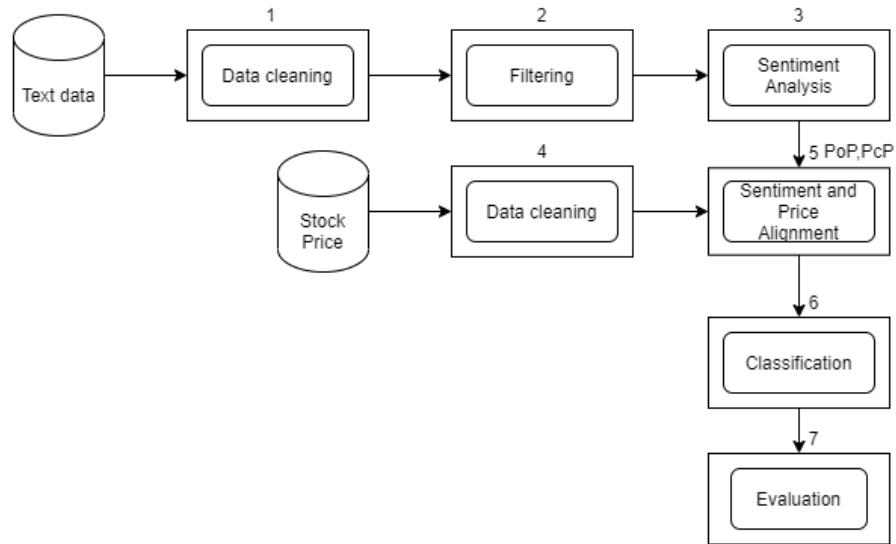 1
2
3
Text data
Data cleaning
Filtering
Sentiment
Analysis
4
5 PoP,PcP
Stock
Price
Data cleaning
Sentiment and
Price
Alignment
6
Classification
7
Evaluation